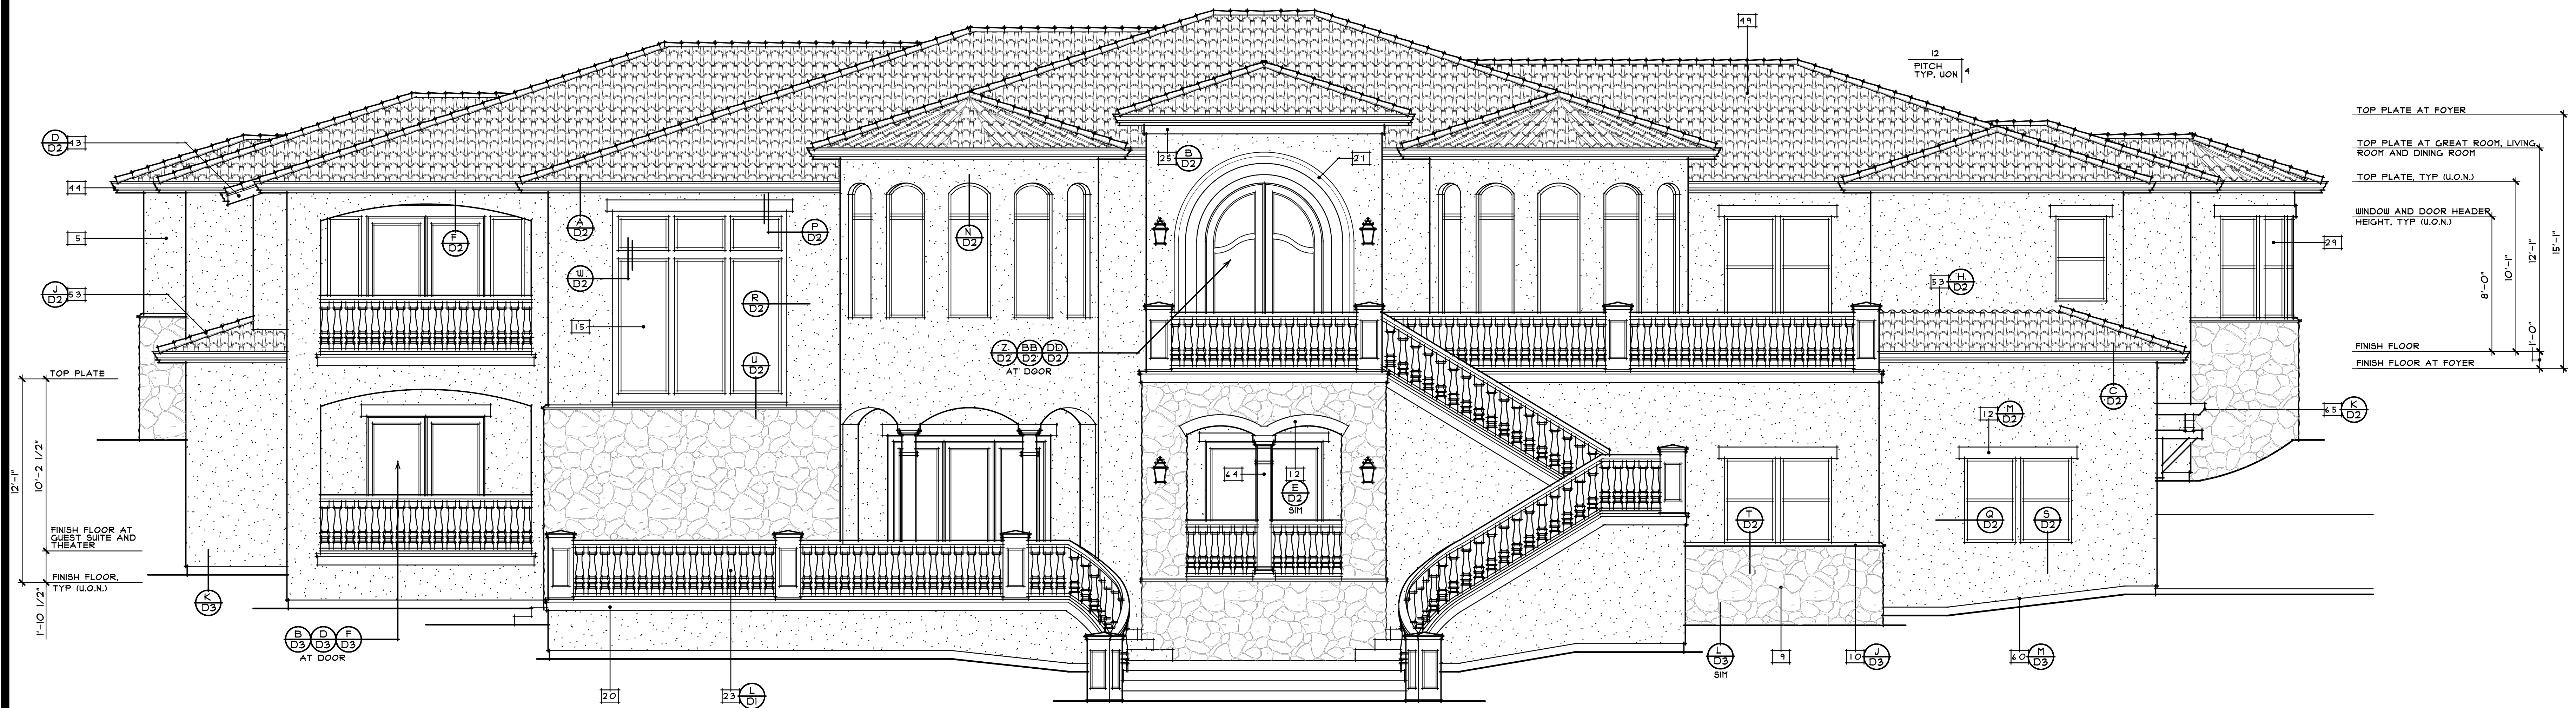 49
12
PITCH
TYP, UON
4
TOP PLATE AT FOYER
TOP PLATE AT GREAT ROOM, LIVING
ROOM AND DINING ROOM
TOP PLATE, TYP (U.O.N.)
WINDOW AND DOOR HEADER
HEIGHT, TYP (U.O.N.)
FINISH FLOOR
FINISH FLOOR AT FOYER
8'-0"
10'-1"
12'-1"
15'-1"
1'-0"
D
D2
43
44
5
J
D2
53
F
D2
A
D2
P
D2
W
D2
R
D2
15
U
D2
N
D2
25
B
D2
21
Z
D2
BB
D2
DD
D2
AT DOOR
53
H
D2
29
C
D2
65
K
D2
12
M
D2
TOP PLATE
12'-1"
10'-2 1/2"
FINISH FLOOR AT
GUEST SUITE AND
THEATER
FINISH FLOOR,
TYP (U.O.N.)
1'-10 1/2"
K
D3
B
D3
D
D3
F
D3
AT DOOR
64
12
E
D2
SIM
T
D2
Q
D2
S
D2
20
23
L
D1
L
D3
SIM
9
10
J
D3
60
M
D3